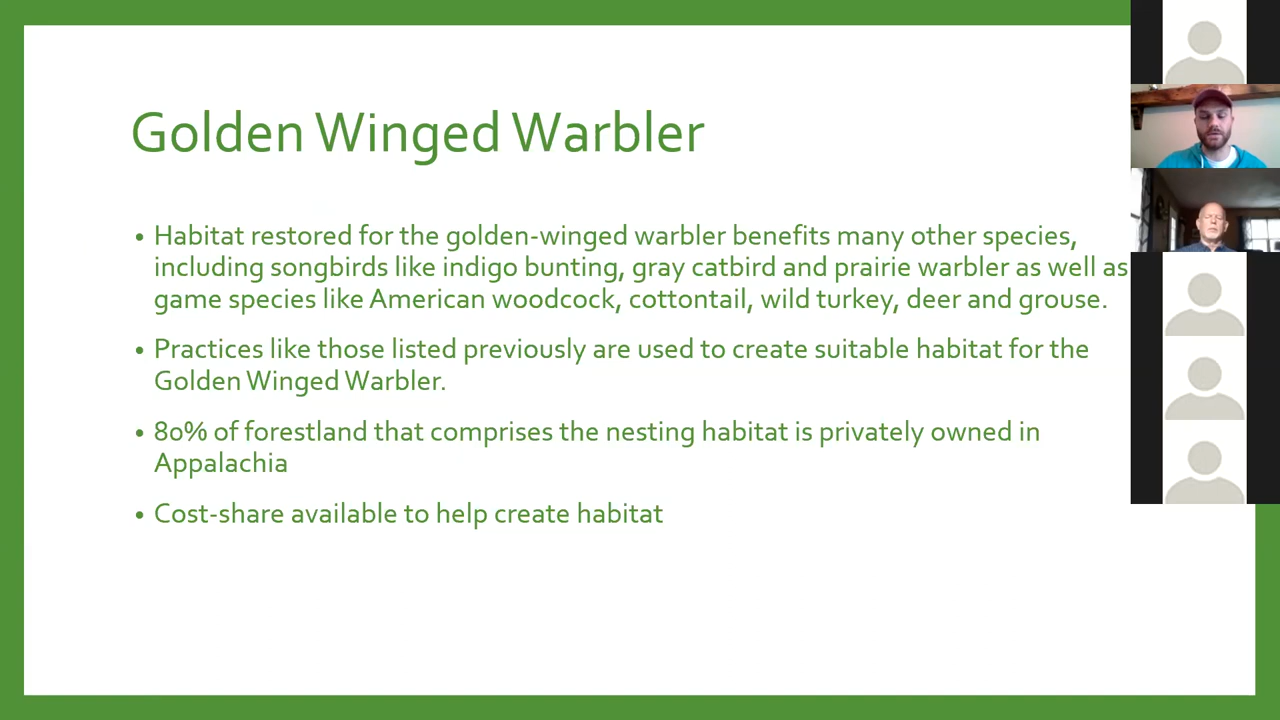 Golden Winged Warbler
• Habitat restored for the golden-winged warbler benefits many other species,
including songbirds like indigo bunting, gray catbird and prairie warbler as well as
game species like American woodcock, cottontail, wild turkey, deer and grouse.
• Practices like those listed previously are used to create suitable habitat for the
Golden Winged Warbler.
• 80% of forestland that comprises the nesting habitat is privately owned in
Appalachia
• Cost-share available to help create habitat